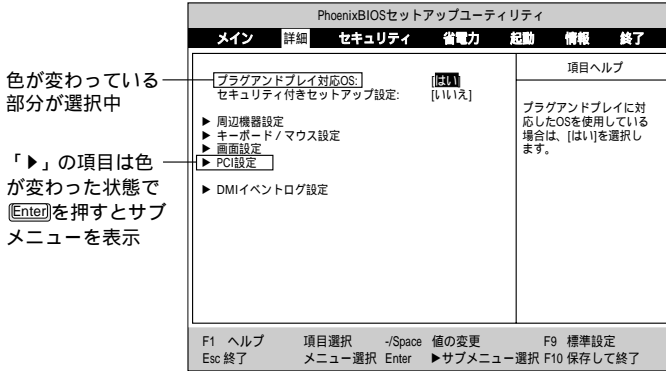 PhoenixBIOSセットアップユーティリティ
メイン 詳細 セキュリティ 省電力 起動 情報 終了
色が変わっている
部分が選択中
「▶」の項目は色
が変わった状態で
Enterを押すとサブ
メニューを表示
プラグアンドプレイ対応OS: [はい]
セキュリティ付きセットアップ設定: [いいえ]
▶ 周辺機器設定
▶ キーボード/マウス設定
▶ 画面設定
▶ PCI設定
▶ DMIイベントログ設定
項目ヘルプ
プラグアンドプレイに対
応したOSを使用している
場合は、[はい]を選択し
ます。
F1 ヘルプ 項目選択 -/Space 値の変更 F9 標準設定
Esc 終了 メニュー選択 Enter ▶サブメニュー選択 F10 保存して終了